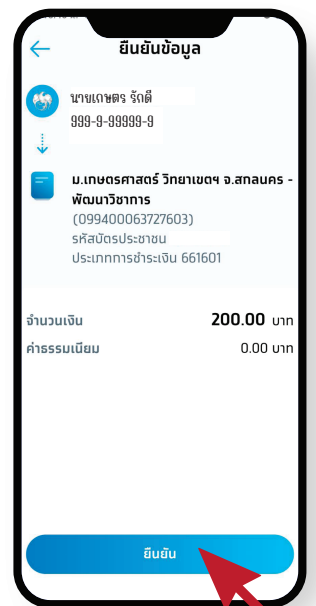 ยืนยันข้อมูล
นายเกษตร รักดี
999-9-99999-9
ม.เกษตรศาสตร์ วิทยาเขตฯ จ.สกลนคร -
พัฒนาวิชาการ
(099400063727603)
รหัสบัตรประชาชน
ประเภทการชำระเงิน 661601
จำนวนเงิน 200.00 บาท
ค่าธรรมเนียม 0.00 บาท
ยืนยัน